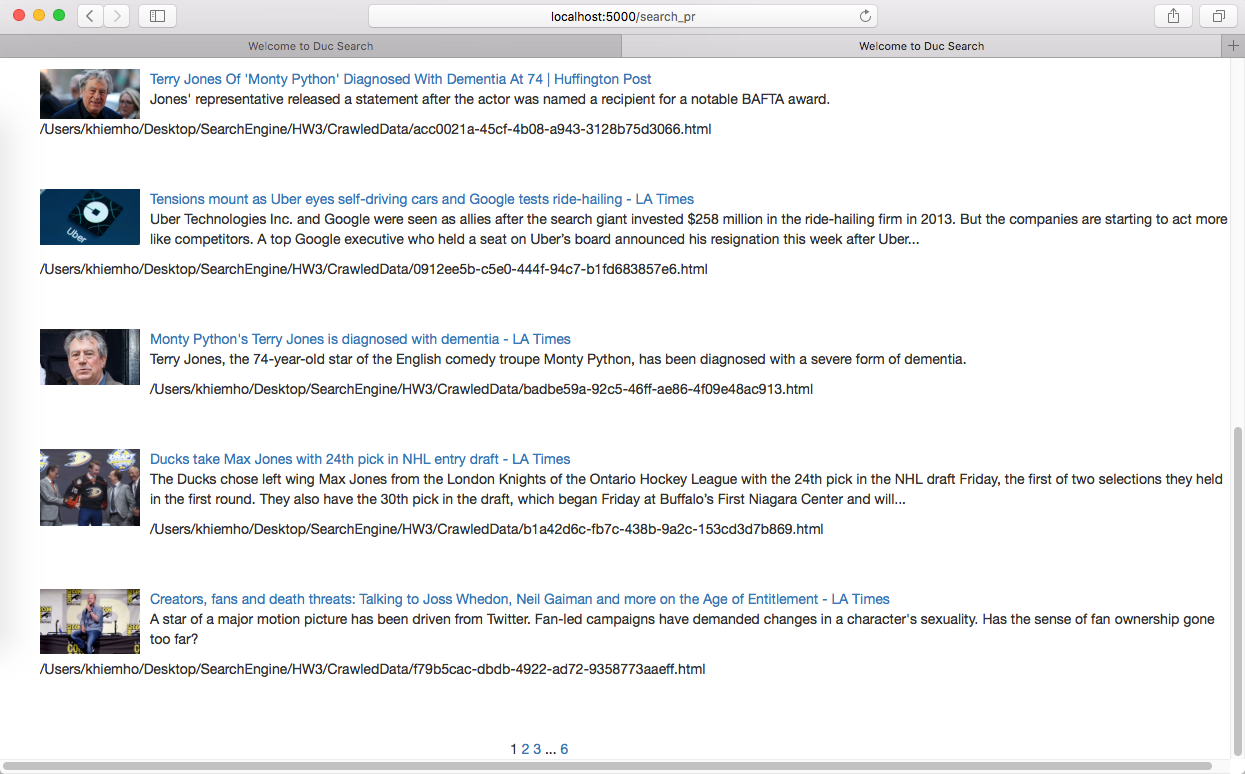 localhost:5000/search_pr
Welcome to Duc Search
Welcome to Duc Search
Terry Jones Of 'Monty Python' Diagnosed With Dementia At 74 | Huffington Post
Jones' representative released a statement after the actor was named a recipient for a notable BAFTA award.
/Users/khiemho/Desktop/SearchEngine/HW3/CrawledData/acc0021a-45cf-4b08-a943-3128b75d3066.html
Uber
Tensions mount as Uber eyes self-driving cars and Google tests ride-hailing - LA Times
Uber Technologies Inc. and Google were seen as allies after the search giant invested $258 million in the ride-hailing firm in 2013. But the companies are starting to act more
like competitors. A top Google executive who held a seat on Uber’s board announced his resignation this week after Uber...
/Users/khiemho/Desktop/SearchEngine/HW3/CrawledData/0912ee5b-c5e0-444f-94c7-b1fd683857e6.html
Monty Python's Terry Jones is diagnosed with dementia - LA Times
Terry Jones, the 74-year-old star of the English comedy troupe Monty Python, has been diagnosed with a severe form of dementia.
/Users/khiemho/Desktop/SearchEngine/HW3/CrawledData/badbe59a-92c5-46ff-ae86-4f09e48ac913.html
Ducks take Max Jones with 24th pick in NHL entry draft - LA Times
The Ducks chose left wing Max Jones from the London Knights of the Ontario Hockey League with the 24th pick in the NHL draft Friday, the first of two selections they held
in the first round. They also have the 30th pick in the draft, which began Friday at Buffalo’s First Niagara Center and will...
/Users/khiemho/Desktop/SearchEngine/HW3/CrawledData/b1a42d6c-fb7c-438b-9a2c-153cd3d7b869.html
Creators, fans and death threats: Talking to Joss Whedon, Neil Gaiman and more on the Age of Entitlement - LA Times
A star of a major motion picture has been driven from Twitter. Fan-led campaigns have demanded changes in a character's sexuality. Has the sense of fan ownership gone
too far?
/Users/khiemho/Desktop/SearchEngine/HW3/CrawledData/f79b5cac-dbdb-4922-ad72-9358773aaeff.html
1 2 3 ... 6